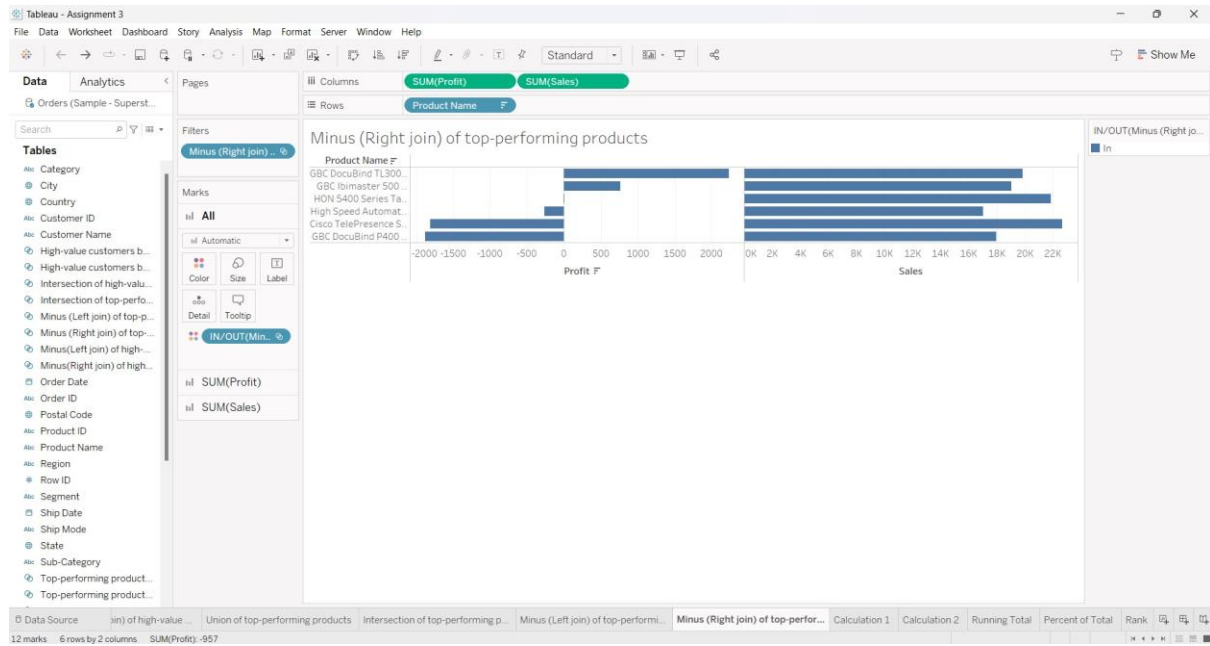 Tableau - Assignment 3
File Data Worksheet Dashboard Story Analysis Map Format Server Window Help
Standard
Show Me
Data Analytics
Orders (Sample - Superst...
Search
Tables
Category
City
Country
Customer ID
Customer Name
High-value customers b...
High-value customers b...
Intersection of high-valu...
Intersection of top-perfo...
Minus (Left join) of top-p...
Minus (Right join) of top-...
Minus(Left join) of high-...
Minus(Right join) of high...
Order Date
Order ID
Postal Code
Product ID
Product Name
Region
Row ID
Segment
Ship Date
Ship Mode
State
Sub-Category
Top-performing product...
Top-performing product...
Pages
Filters
Minus (Right join) ..
Marks
All
Automatic
Color Size Label
Detail Tooltip
IN/OUT(Min..
SUM(Profit)
SUM(Sales)
Columns SUM(Profit) SUM(Sales)
Rows Product Name
Minus (Right join) of top-performing products
Product Name
GBC DocuBind TL300..
GBC Ibimaster 500 ..
HON 5400 Series Ta..
High Speed Automat..
Cisco TelePresence S..
GBC DocuBind P400 ..
-2000 -1500 -1000 -500 0 500 1000 1500 2000 0K 2K 4K 6K 8K 10K 12K 14K 16K 18K 20K 22K
Profit Sales
IN/OUT(Minus (Right jo...
In
Data Source in) of high-value ... Union of top-performing products Intersection of top-performing p... Minus (Left join) of top-performi... Minus (Right join) of top-perfor... Calculation 1 Calculation 2 Running Total Percent of Total Rank
12 marks 6 rows by 2 columns SUM(Profit): -957